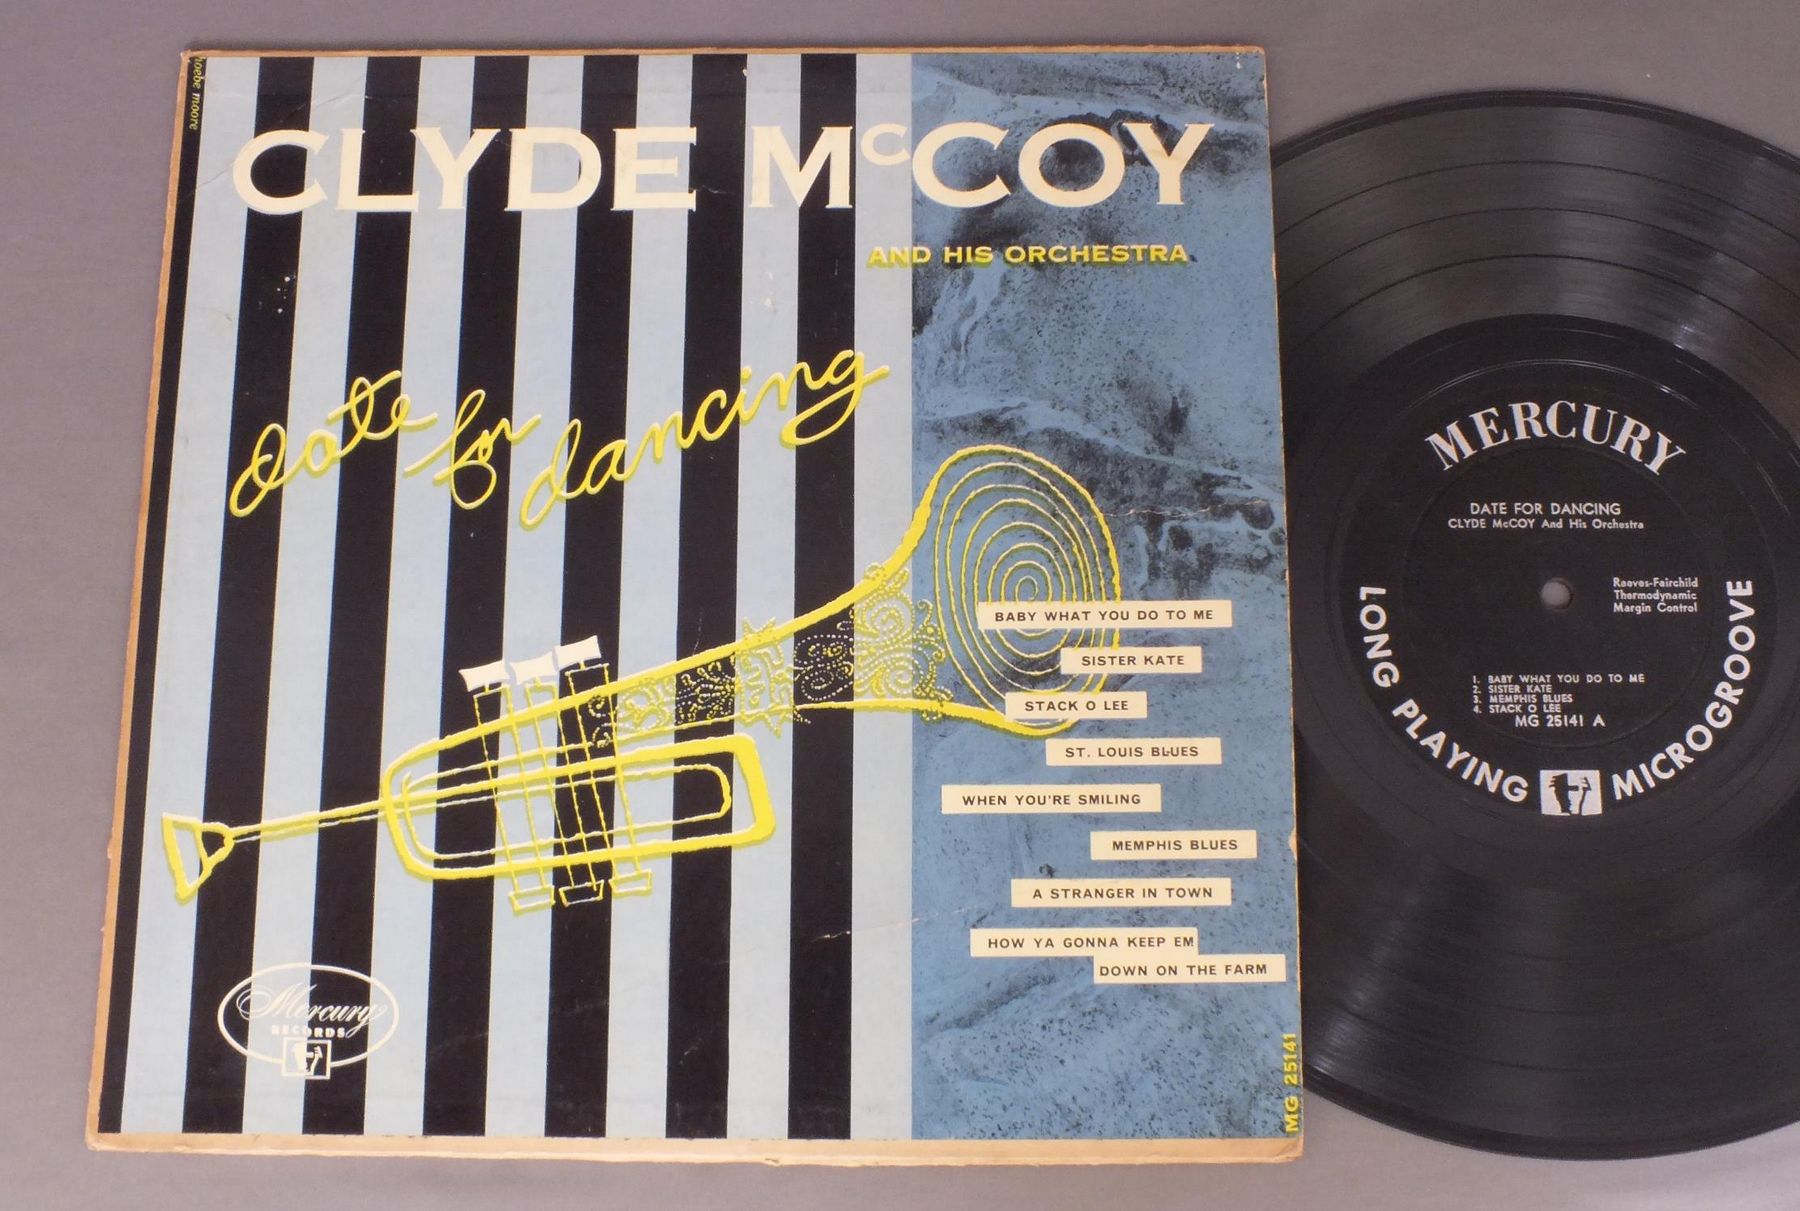 hoebe moore
CLYDE McCOY
AND HIS ORCHESTRA
date for dancing
BABY WHAT YOU DO TO ME
SISTER KATE
STACK O LEE
ST. LOUIS BLUES
WHEN YOU'RE SMILING
MEMPHIS BLUES
A STRANGER IN TOWN
HOW YA GONNA KEEP EM
DOWN ON THE FARM
Mercury
RECORDS
MG 25141
MERCURY
DATE FOR DANCING
CLYDE McCOY And His Orchestra
Reeves-Fairchild
Thermodynamic
Margin Control
1. BABY WHAT YOU DO TO ME
2. SISTER KATE
3. MEMPHIS BLUES
4. STACK O LEE
MG 25141 A
LONG PLAYING MICROGROOVE